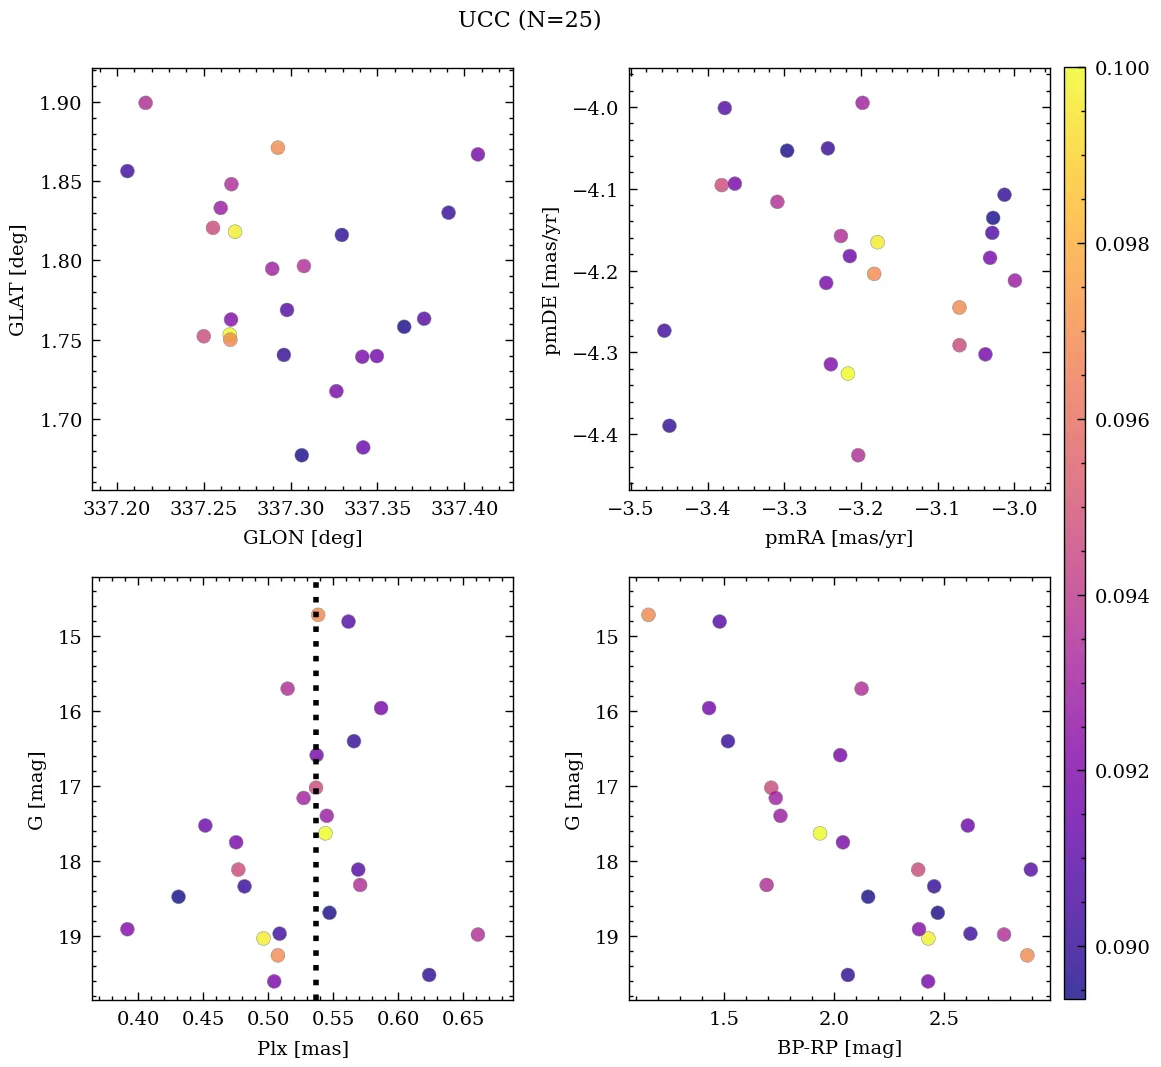 UCC (N=25)
1.90
1.85
1.80
1.75
1.70
GLAT [deg]
337.20 337.25 337.30 337.35 337.40
GLON [deg]
−4.0
−4.1
−4.2
−4.3
−4.4
pmDE [mas/yr]
−3.5 −3.4 −3.3 −3.2 −3.1 −3.0
pmRA [mas/yr]
15
16
17
18
19
G [mag]
0.40 0.45 0.50 0.55 0.60 0.65
Plx [mas]
15
16
17
18
19
G [mag]
1.5 2.0 2.5
BP-RP [mag]
0.100
0.098
0.096
0.094
0.092
0.090